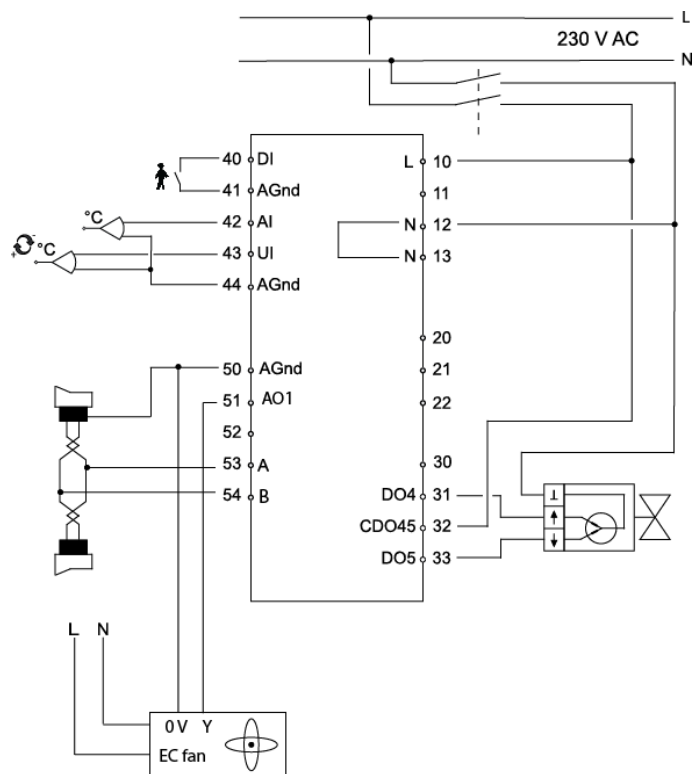 L
230 V AC
N
40 DI
L 10
41 AGnd
11
°C
42 AI
N 12
°C
43 UI
+ -
N 13
44 AGnd
20
50 AGnd
21
51 AO1
22
52
53 A
30
54 B
DO4 31
CDO45 32
DO5 33
L N
0V Y
EC fan